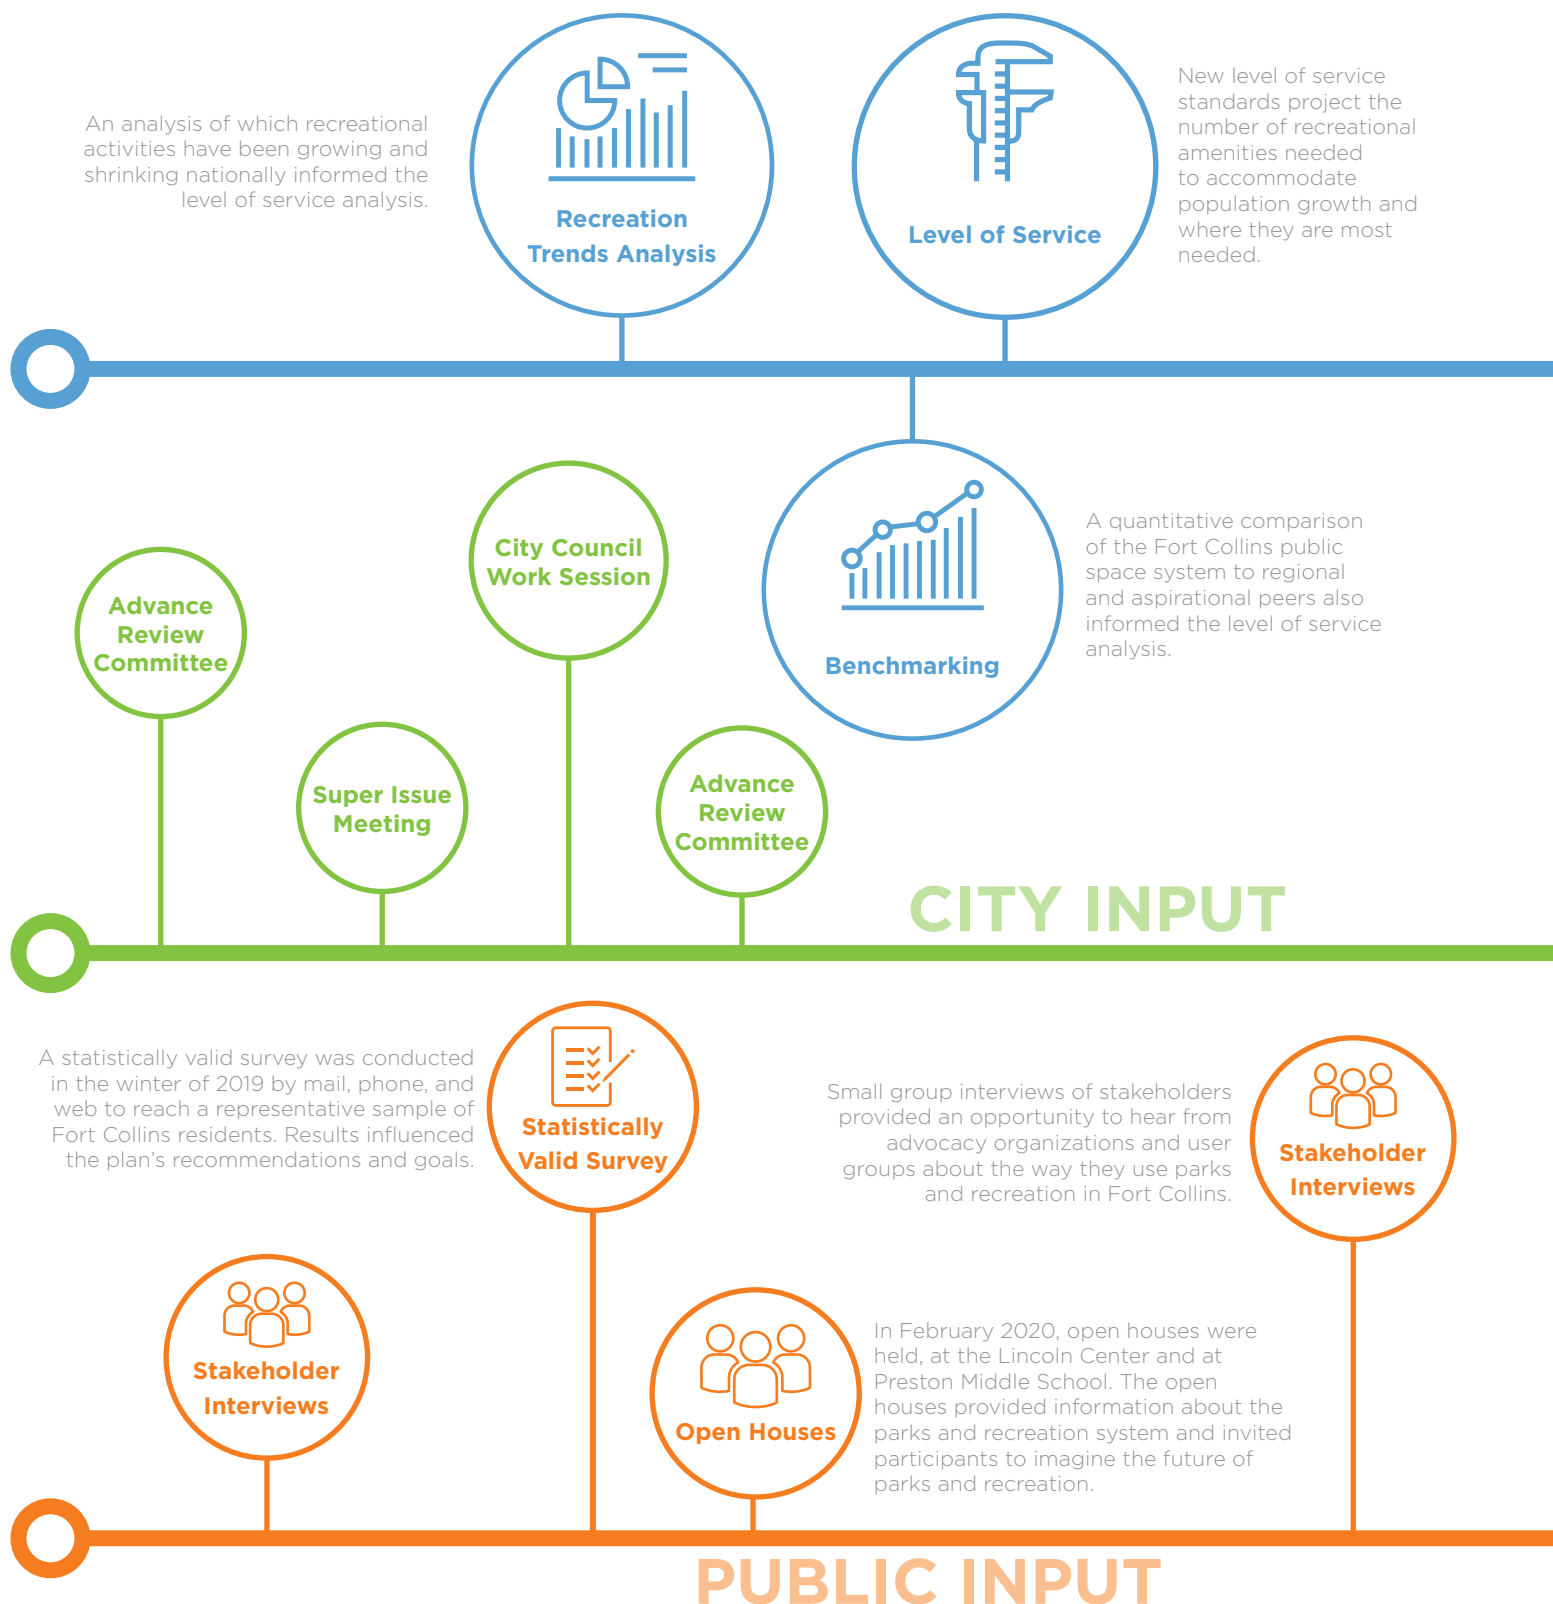 An analysis of which recreational
activities have been growing and
shrinking nationally informed the
level of service analysis.
Recreation
Trends Analysis
Level of Service
New level of service
standards project the
number of recreational
amenities needed
to accommodate
population growth and
where they are most
needed.
City Council
Work Session
Advance
Review
Committee
Benchmarking
A quantitative comparison
of the Fort Collins public
space system to regional
and aspirational peers also
informed the level of service
analysis.
Super Issue
Meeting
Advance
Review
Committee
CITY INPUT
A statistically valid survey was conducted
in the winter of 2019 by mail, phone, and
web to reach a representative sample of
Fort Collins residents. Results influenced
the plan's recommendations and goals.
Statistically
Valid Survey
Small group interviews of stakeholders
provided an opportunity to hear from
advocacy organizations and user
groups about the way they use parks
and recreation in Fort Collins.
Stakeholder
Interviews
Stakeholder
Interviews
Open Houses
In February 2020, open houses were
held, at the Lincoln Center and at
Preston Middle School. The open
houses provided information about the
parks and recreation system and invited
participants to imagine the future of
parks and recreation.
PUBLIC INPUT